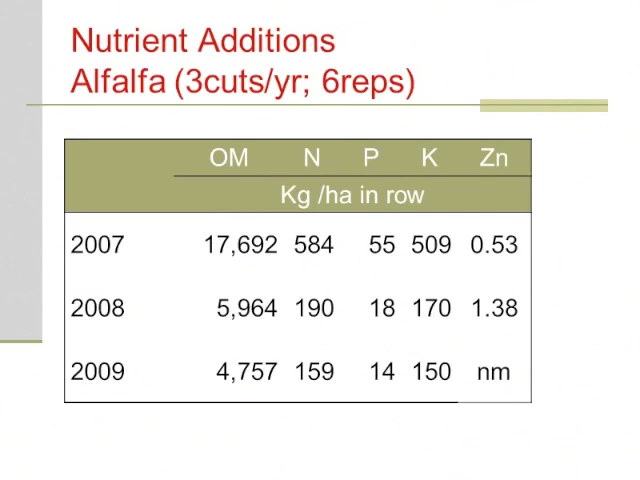 Nutrient Additions
Alfalfa (3cuts/yr; 6reps)
OM N P K Zn
Kg /ha in row
2007 17,692 584 55 509 0.53
2008 5,964 190 18 170 1.38
2009 4,757 159 14 150 nm